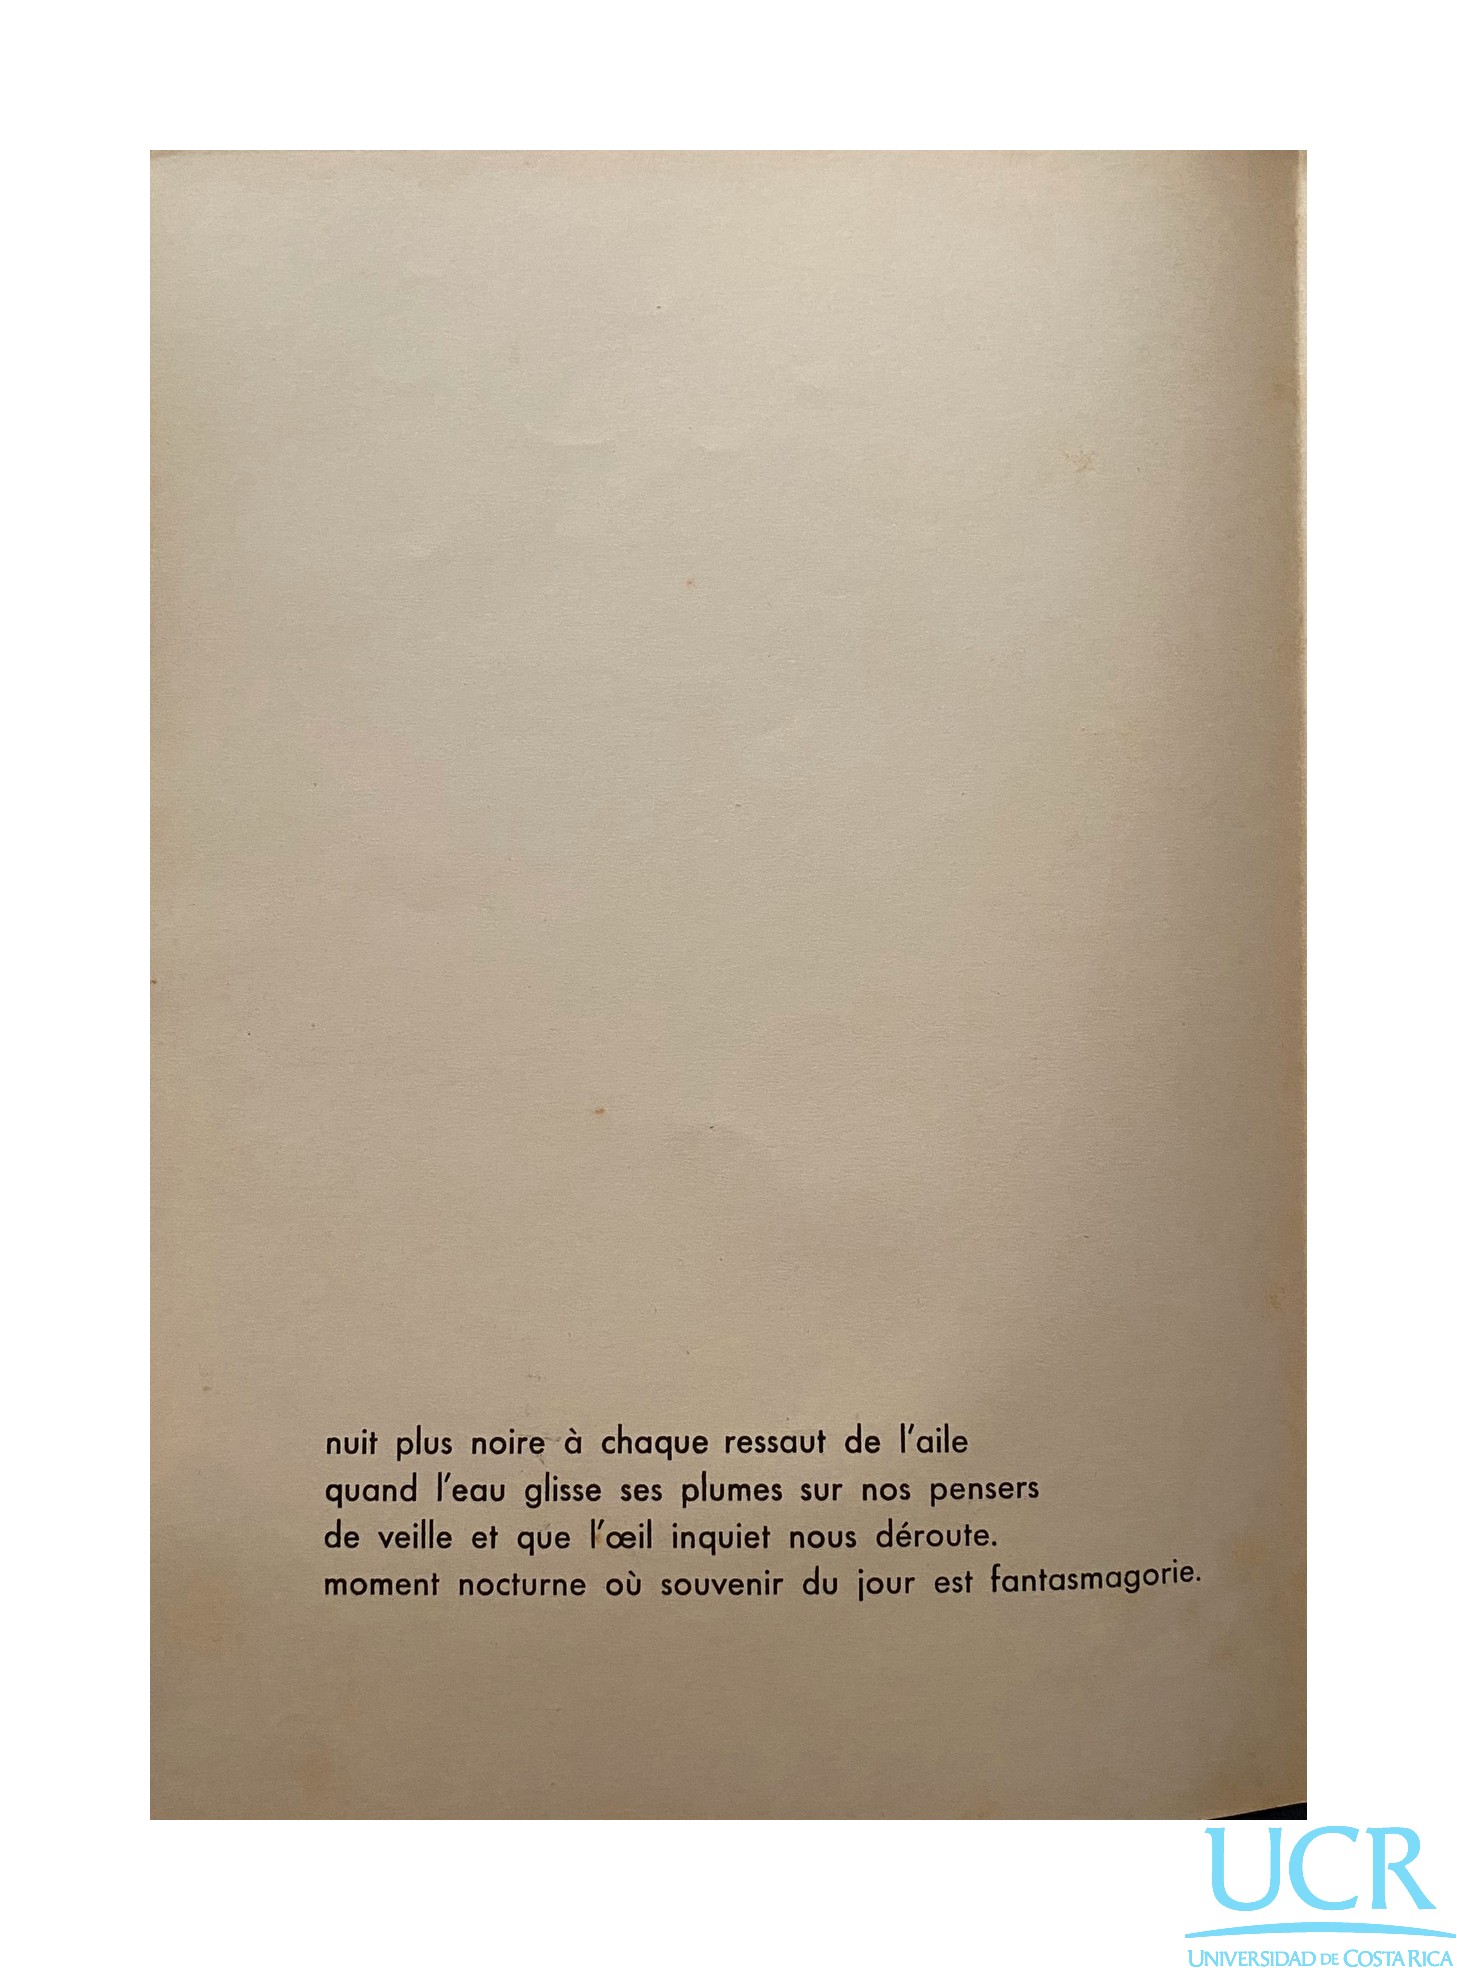 nuit plus noire à chaque ressaut de l'aile
quand l'eau glisse ses plumes sur nos pensers
de veille et que l'œil inquiet nous déroute.
moment nocturne où souvenir du jour est fantasmagorie.
UCR
UNIVERSIDAD DE COSTA RICA